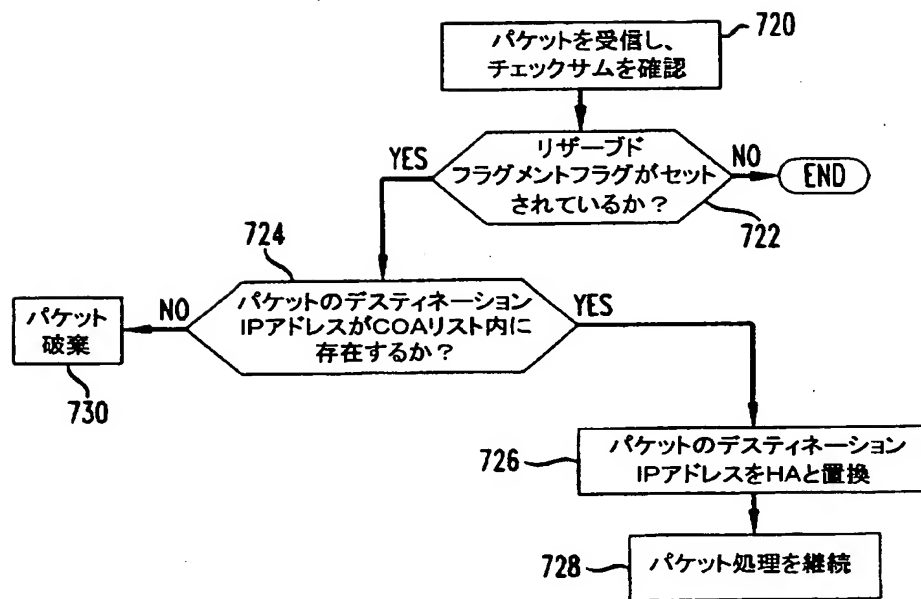 720
パケットを受信し、
チェックサムを確認
YES
リザーブド
フラグメントフラグがセット
されているか？
NO
END
722
724
NO
パケットのデスティネーション
IPアドレスがCOAリスト内に
存在するか？
YES
パケット
破棄
730
726
パケットのデスティネーション
IPアドレスをHAと置換
728
パケット処理を継続